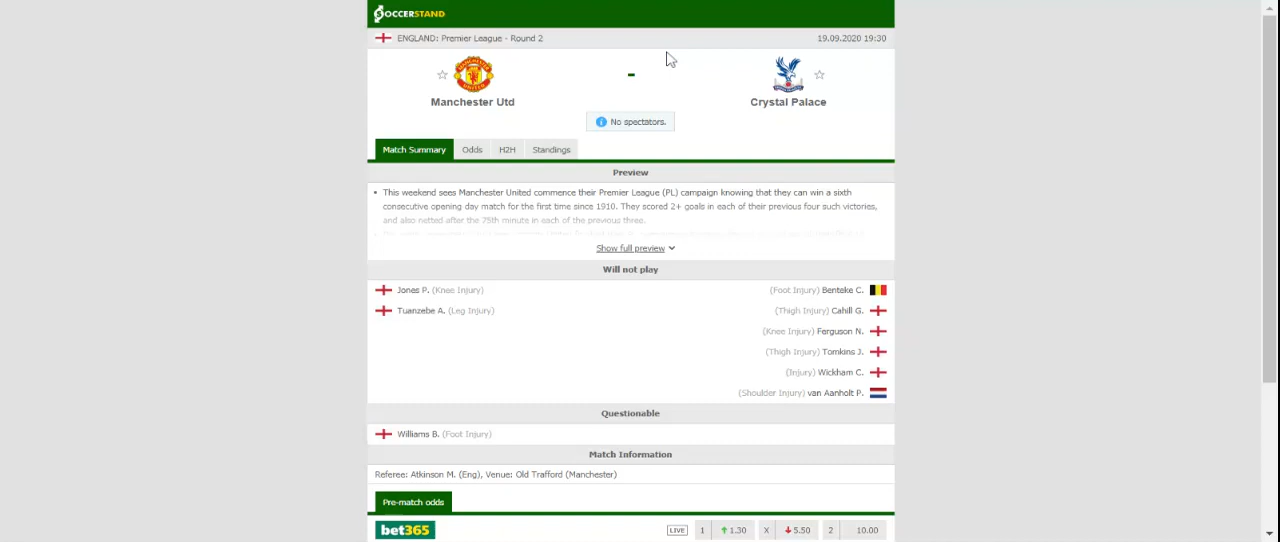 SOCCERSTAND
ENGLAND: Premier League - Round 2 19.09.2020 19:30
-
Manchester Utd Crystal Palace
No spectators.
Match Summary Odds H2H Standings
Preview
• This weekend sees Manchester United commence their Premier League (PL) campaign knowing that they can win a sixth
consecutive opening day match for the first time since 1910. They scored 2+ goals in each of their previous four such victories,
and also netted after the 75th minute in each of the previous three.
Show full preview
Will not play
Jones P. (Knee Injury) (Foot Injury) Benteke C.
Tuanzebe A. (Leg Injury) (Thigh Injury) Cahill G.
(Knee Injury) Ferguson N.
(Thigh Injury) Tomkins J.
(Injury) Wickham C.
(Shoulder Injury) van Aanholt P.
Questionable
Williams B. (Foot Injury)
Match Information
Referee: Atkinson M. (Eng), Venue: Old Trafford (Manchester)
Pre-match odds
bet365 LIVE 1 1.30 X 5.50 2 10.00